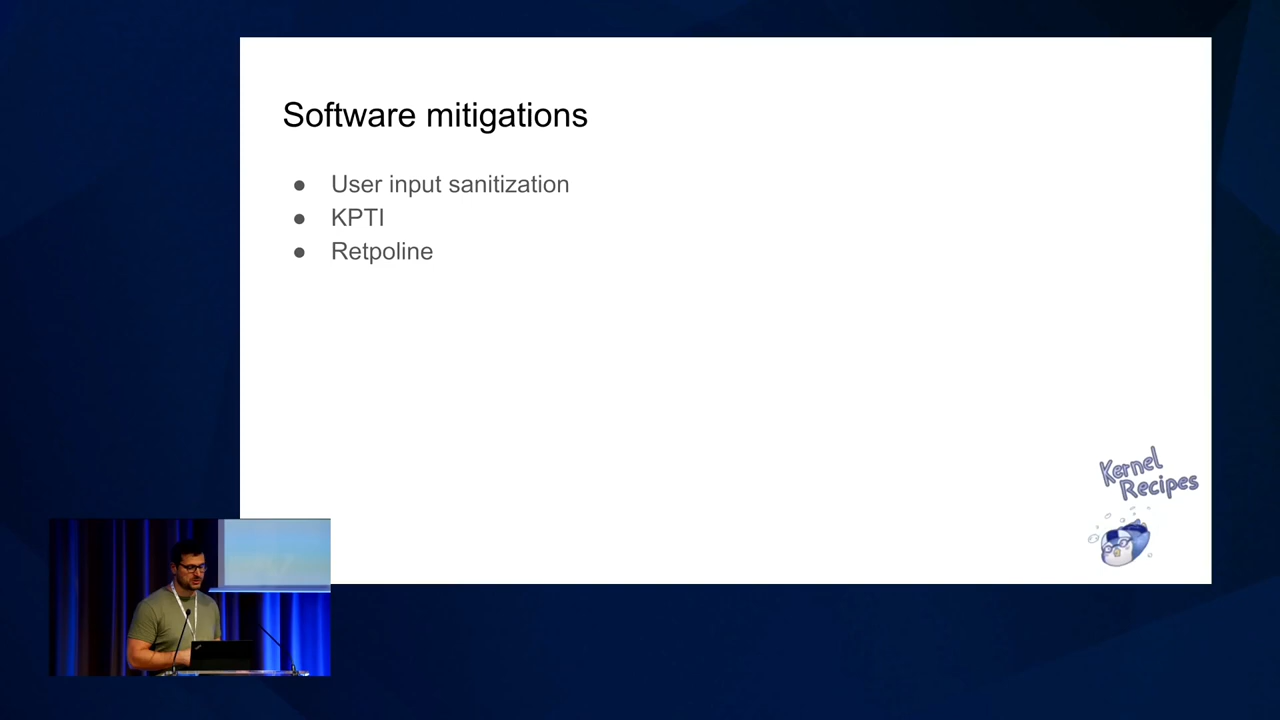 Software mitigations
● User input sanitization
● KPTI
● Retpoline
Kernel
Recipes